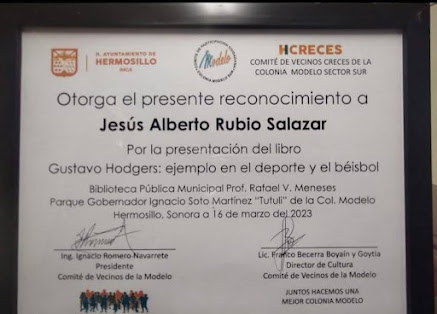 H. AYUNTAMIENTO DE
HERMOSILLO
IMCA
Modelo
HCRECES
COMITÉ DE VECINOS CRECES DE LA
COLONIA MODELO SECTOR SUR
Otorga el presente reconocimiento a
Jesús Alberto Rubio Salazar
Por la presentación del libro
Gustavo Hodgers: ejemplo en el deporte y el béisbol
Biblioteca Pública Municipal Prof. Rafael V. Meneses
Parque Gobernador Ignacio Soto Martínez "Tutuli" de la Col. Modelo
Hermosillo, Sonora a 16 de marzo del 2023
Ing. Ignacio Romero Navarrete
Presidente
Comité de Vecinos de la Modelo
Lic. Franco Becerra Boyain y Goytia
Director de Cultura
Comité de Vecinos de la Modelo
JUNTOS HACEMOS UNA
MEJOR COLONIA MODELO